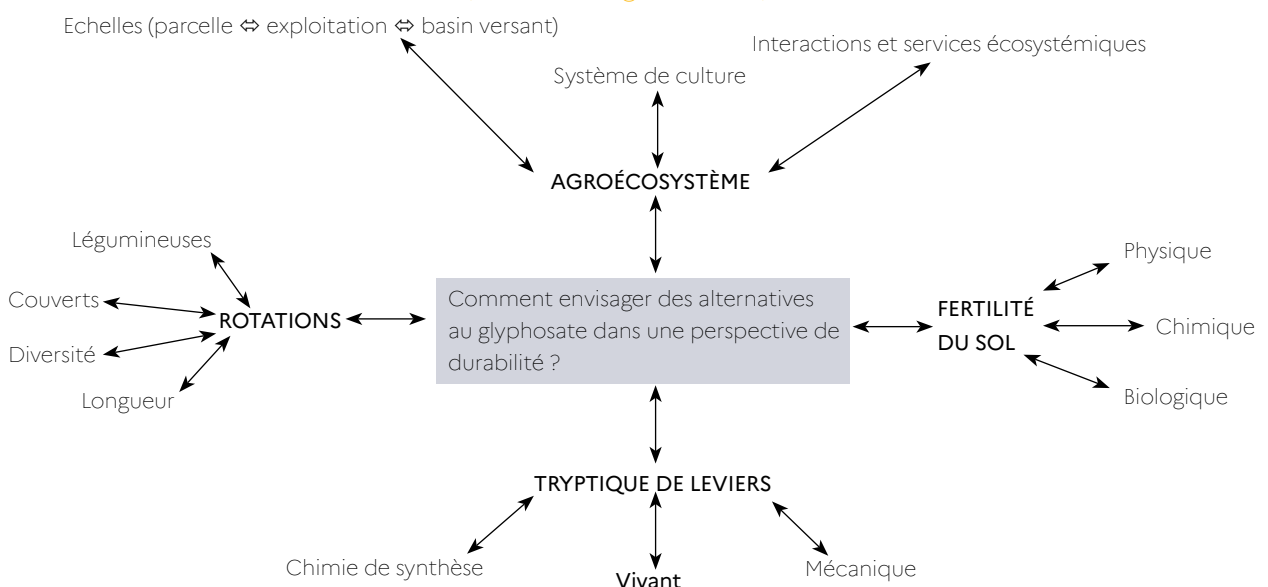 Echelles (parcelle ⇔ exploitation ⇔ basin versant)
Interactions et services écosystémiques
Système de culture
AGROÉCOSYSTÈME
Légumineuses
Couverts
Diversité
Longueur
ROTATIONS
Comment envisager des alternatives
au glyphosate dans une perspective de
durabilité ?
FERTILITÉ
DU SOL
Physique
Chimique
Biologique
TRYPTIQUE DE LEVIERS
Chimie de synthèse
Vivant
Mécanique